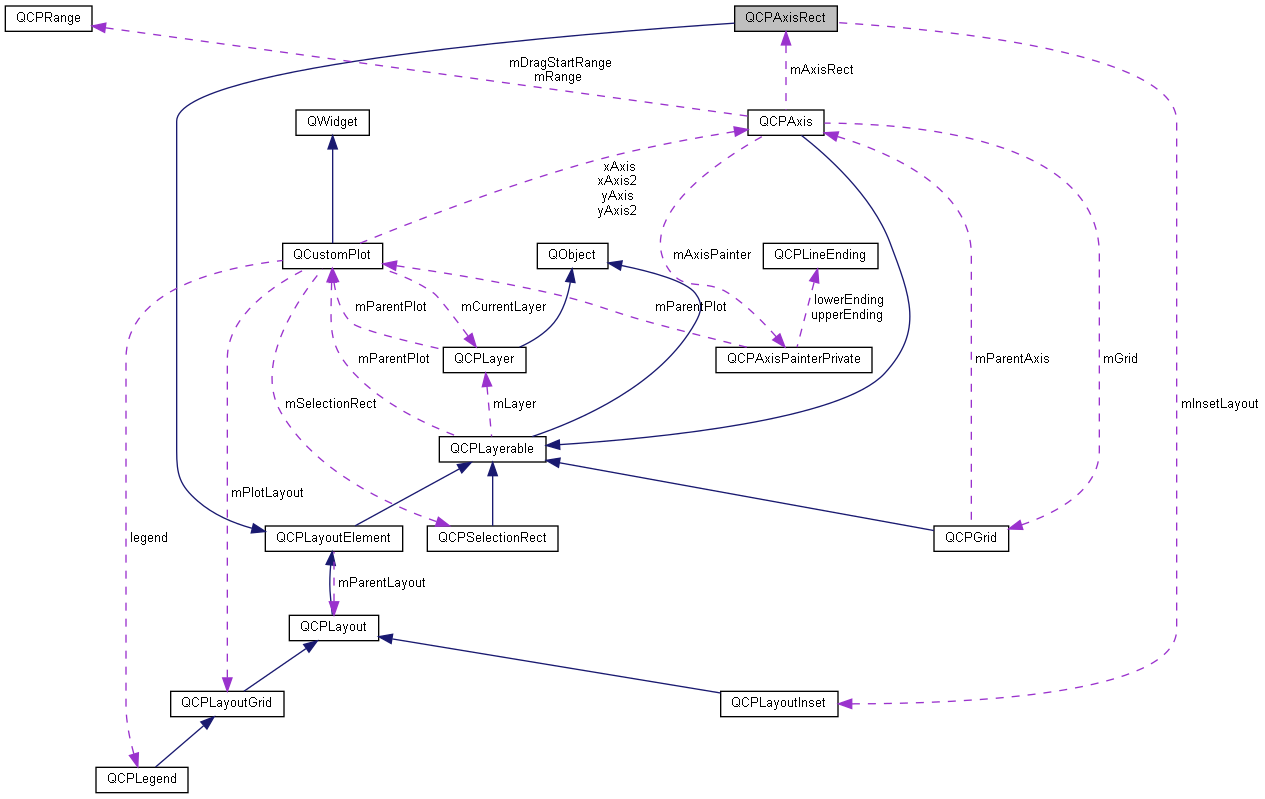 QCPRange
QCPAxisRect
mDragStartRange
mRange
mAxisRect
QWidget
QCPAxis
xAxis
xAxis2
yAxis
yAxis2
QCustomPlot
QObject
mAxisPainter
QCPLineEnding
mParentPlot
mCurrentLayer
mParentPlot
lowerEnding
upperEnding
mParentPlot
QCPLayer
QCPAxisPainterPrivate
mParentAxis
mGrid
mSelectionRect
mLayer
mInsetLayout
QCPLayerable
mPlotLayout
legend
QCPLayoutElement
QCPSelectionRect
QCPGrid
mParentLayout
QCPLayout
QCPLayoutGrid
QCPLayoutInset
QCPLegend